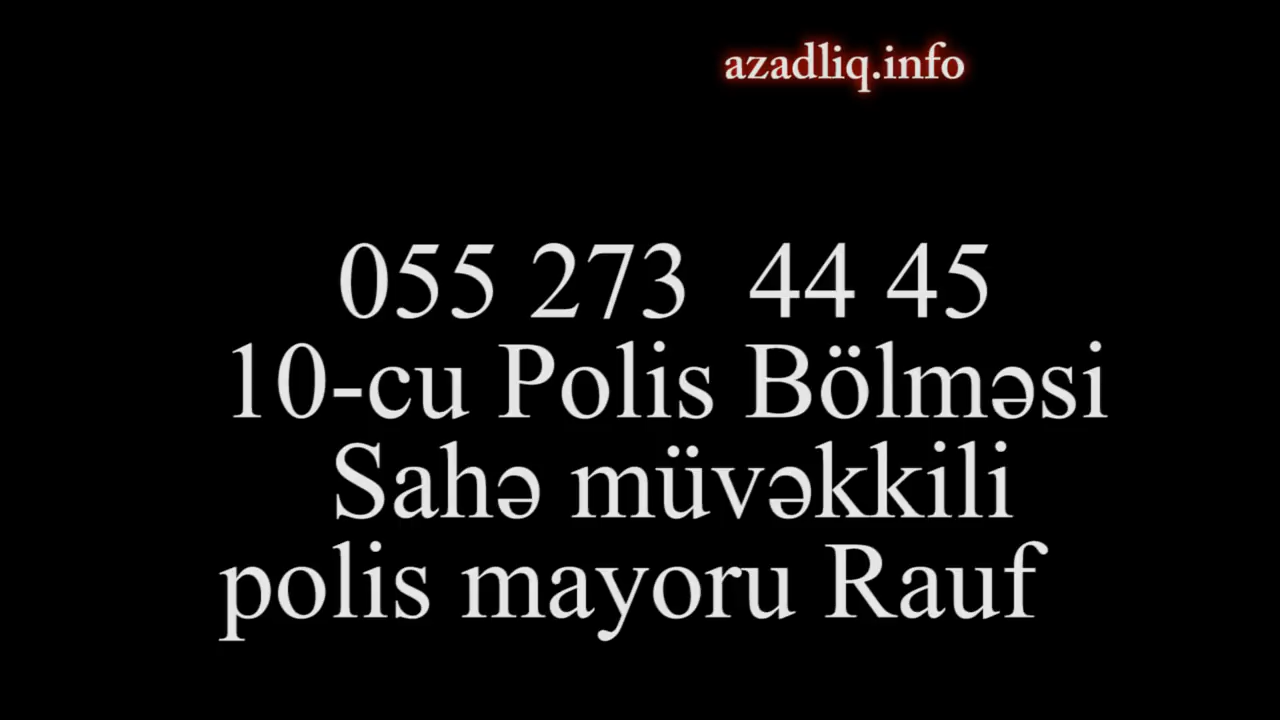 azadliq.info
055 273 44 45
10-cu Polis Bölməsi
Sahə müvəkkili
polis mayoru Rauf